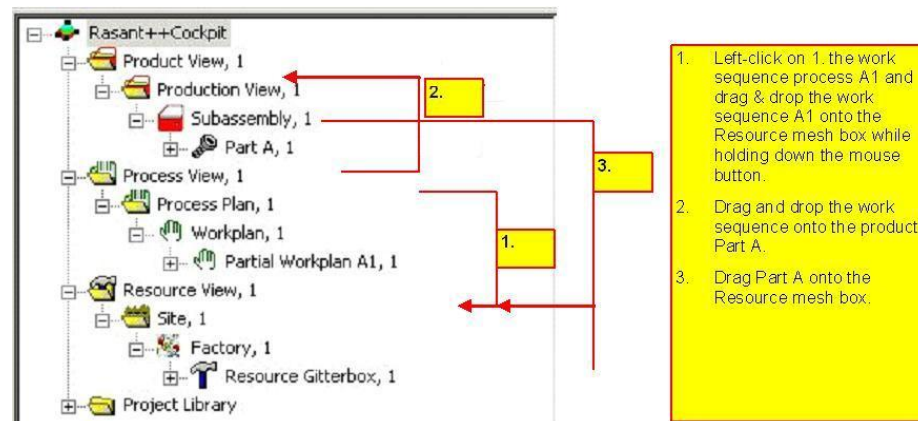 Rasant++Cockpit
Product View, 1
Production View, 1
Subassembly, 1
Part A, 1
Process View, 1
Process Plan, 1
Workplan, 1
Partial Workplan A1, 1
Resource View, 1
Site, 1
Factory, 1
Resource Gitterbox, 1
Project Library
2.
3.
1.
1. Left-click on 1. the work
sequence process A1 and
drag & drop the work
sequence A1 onto the
Resource mesh box while
holding down the mouse
button.
2. Drag and drop the work
sequence onto the product
Part A.
3. Drag Part A onto the
Resource mesh box.